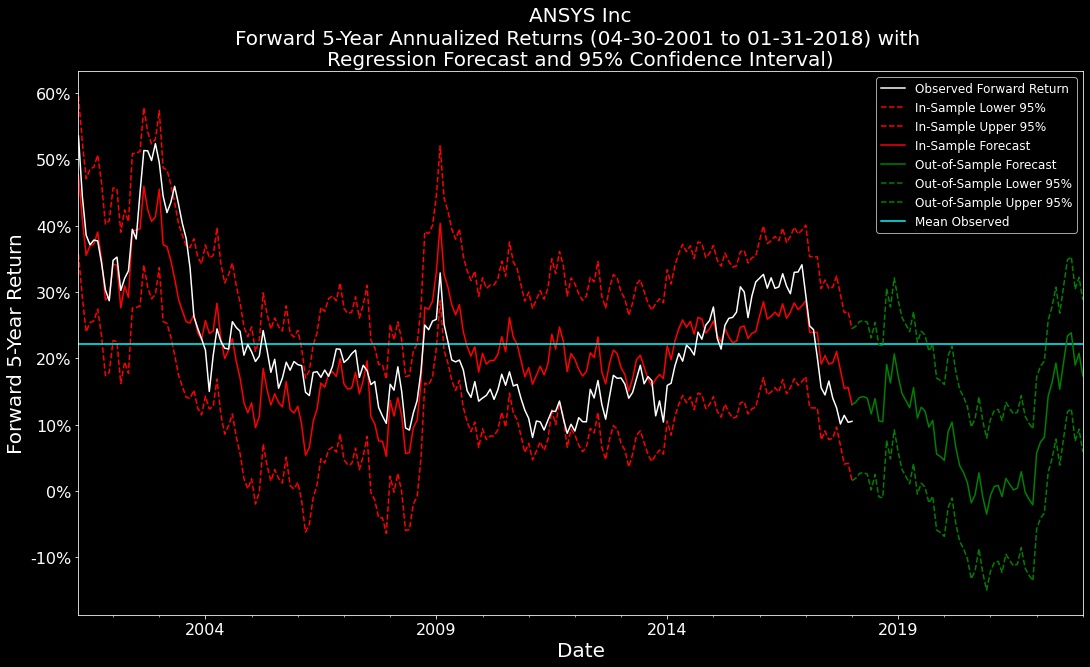 ANSYS Inc
Forward 5-Year Annualized Returns (04-30-2001 to 01-31-2018) with
Regression Forecast and 95% Confidence Interval)
Observed Forward Return
In-Sample Lower 95%
In-Sample Upper 95%
In-Sample Forecast
Out-of-Sample Forecast
Out-of-Sample Lower 95%
Out-of-Sample Upper 95%
Mean Observed
Forward 5-Year Return
60%
50%
40%
30%
20%
10%
0%
-10%
2004
2009
2014
2019
Date